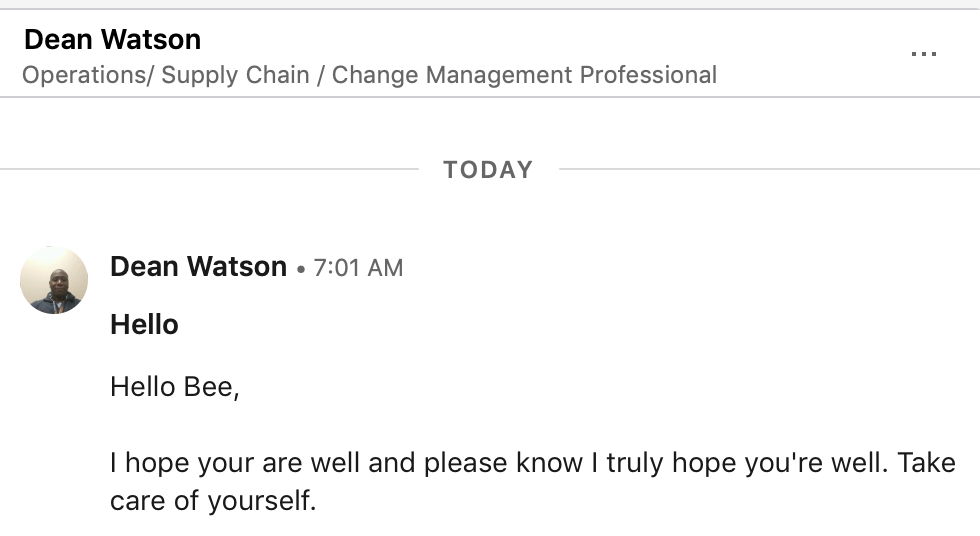 Dean Watson
Operations/ Supply Chain / Change Management Professional
...
TODAY
Dean Watson • 7:01 AM
Hello
Hello Bee,
I hope your are well and please know I truly hope you're well. Take
care of yourself.